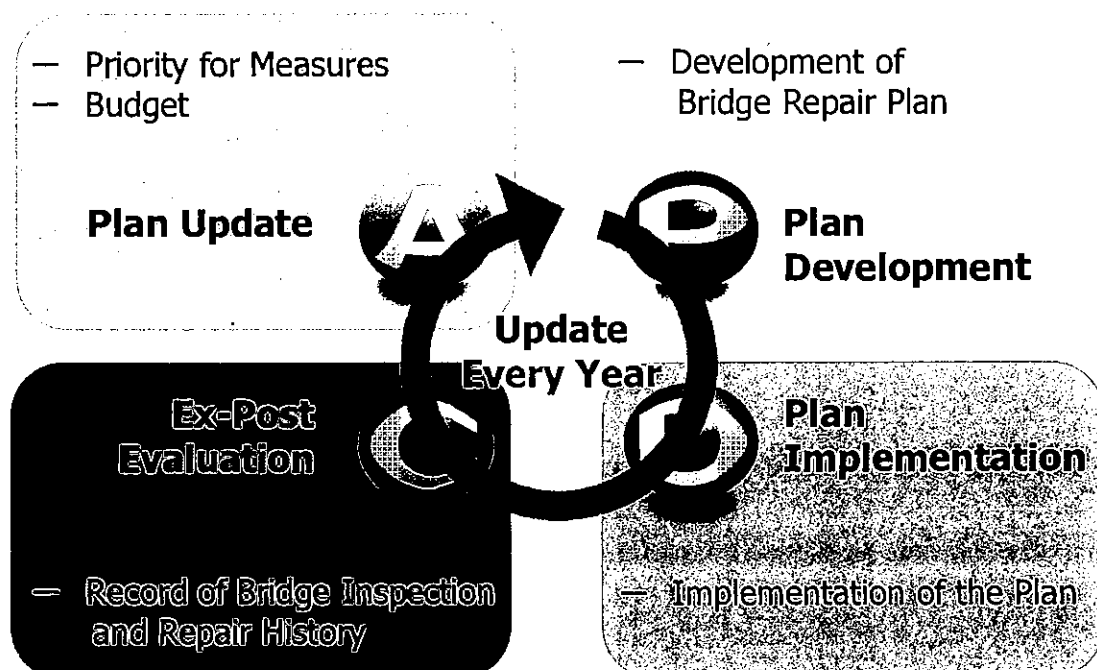 — Priority for Measures
— Budget
— Development of
Bridge Repair Plan
Plan Update
A
P
Plan
Development
Update
Every Year
Ex-Post
Evaluation
C
D
Plan
Implementation
— Record of Bridge Inspection
and Repair History
— Implementation of the Plan